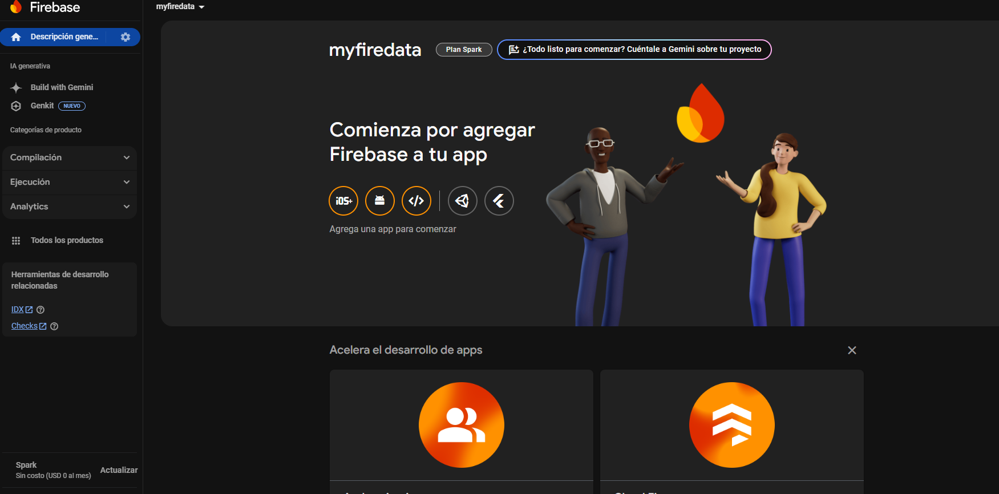 Firebase
myfiredata
Descripción gene...
IA generativa
Build with Gemini
Genkit NUEVO
Categorías de producto
Compilación
Ejecución
Analytics
Todos los productos
Herramientas de desarrollo
relacionadas
IDX
Checks
Spark
Sin costo (USD 0 al mes)
Actualizar
myfiredata
Plan Spark
¿Todo listo para comenzar? Cuéntale a Gemini sobre tu proyecto
Comienza por agregar
Firebase a tu app
iOS+
Agrega una app para comenzar
Acelera el desarrollo de apps